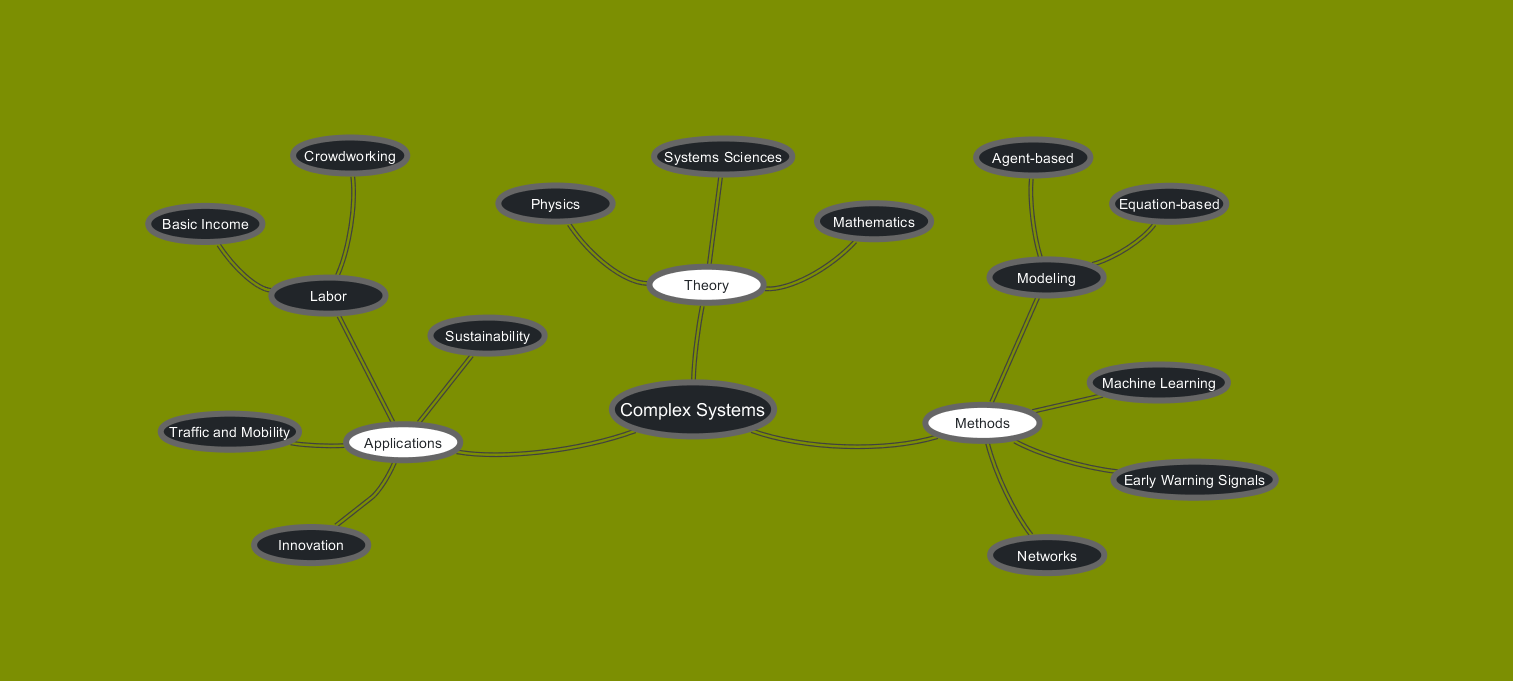 Crowdworking
Systems Sciences
Agent-based
Physics
Equation-based
Basic Income
Mathematics
Modeling
Theory
Labor
Sustainability
Machine Learning
Complex Systems
Methods
Traffic and Mobility
Applications
Early Warning Signals
Innovation
Networks